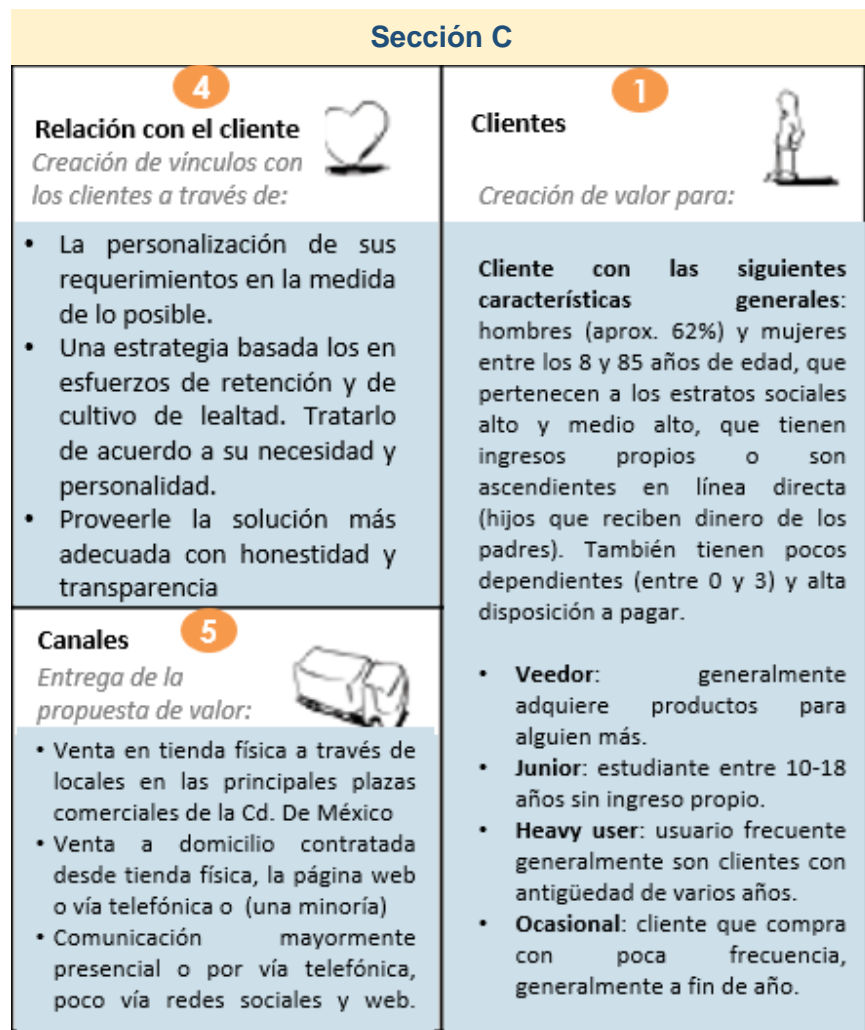 Sección C
4
Relación con el cliente
Creación de vínculos con
los clientes a través de:
• La personalización de sus
requerimientos en la medida
de lo posible.
• Una estrategia basada los en
esfuerzos de retención y de
cultivo de lealtad. Tratarlo
de acuerdo a su necesidad y
personalidad.
• Proveerle la solución más
adecuada con honestidad y
transparencia
5
Canales
Entrega de la
propuesta de valor:
• Venta en tienda física a través de
locales en las principales plazas
comerciales de la Cd. De México
• Venta a domicilio contratada
desde tienda física, la página web
o vía telefónica o (una minoría)
• Comunicación mayormente
presencial o por vía telefónica,
poco vía redes sociales y web.
1
Clientes
Creación de valor para:
Cliente con las siguientes
características generales:
hombres (aprox. 62%) y mujeres
entre los 8 y 85 años de edad, que
pertenecen a los estratos sociales
alto y medio alto, que tienen
ingresos propios o son
ascendientes en línea directa
(hijos que reciben dinero de los
padres). También tienen pocos
dependientes (entre 0 y 3) y alta
disposición a pagar.
• Veedor: generalmente
adquiere productos para
alguien más.
• Junior: estudiante entre 10-18
años sin ingreso propio.
• Heavy user: usuario frecuente
generalmente son clientes con
antigüedad de varios años.
• Ocasional: cliente que compra
con poca frecuencia,
generalmente a fin de año.